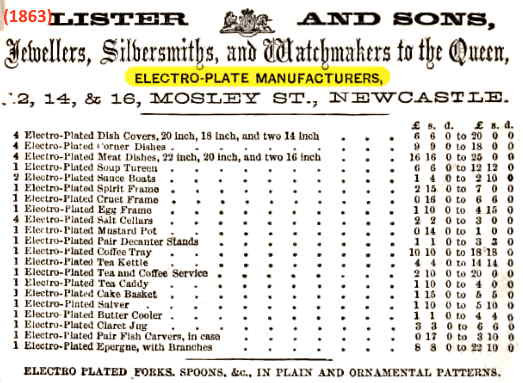 (1863)
LISTER AND SONS,
Jewellers, Silversmiths, and Watchmakers to the Queen,
ELECTRO-PLATE MANUFACTURERS,
12, 14, & 16, MOSLEY ST., NEWCASTLE.
£ s. d. £ s. d.
4 Electro-Plated Dish Covers, 20 inch, 18 inch, and two 14 inch . . . 6 6 0 to 20 0 0
4 Electro-Plated Corner Dishes . . . 9 9 0 to 18 0 0
4 Electro-Plated Meat Dishes, 22 inch, 20 inch, and two 16 inch . . . 16 16 0 to 25 0 0
1 Electro-Plated Soup Tureen . . . 6 6 0 to 12 12 0
2 Electro-Plated Sauce Boats . . . 1 4 0 to 2 10 0
1 Electro-Plated Spirit Frame . . . 2 15 0 to 7 0 0
1 Electro-Plated Cruet Frame . . . 0 16 0 to 6 6 0
1 Electro-Plated Egg Frame . . . 1 10 0 to 4 15 0
4 Electro-Plated Salt Cellars . . . 2 2 0 to 3 0 0
1 Electro-Plated Mustard Pot . . . 0 14 0 to 1 0 0
1 Electro-Plated Pair Decanter Stands . . . 1 1 0 to 3 3 0
1 Electro-Plated Coffee Tray . . . 10 10 0 to 18 18 0
1 Electro-Plated Tea Kettle . . . 4 4 0 to 14 14 0
1 Electro-Plated Tea and Coffee Service . . . 2 10 0 to 20 0 0
1 Electro-Plated Tea Caddy . . . 1 10 0 to 4 0 0
1 Electro-Plated Cake Basket . . . 1 15 0 to 5 5 0
1 Electro-Plated Salver . . . 1 10 0 to 5 10 0
1 Electro-Plated Butter Cooler . . . 1 1 0 to 4 4 0
1 Electro-Plated Claret Jug . . . 3 3 0 to 6 6 0
1 Electro-Plated Pair Fish Carvers, in case . . . 0 17 0 to 3 10 0
1 Electro-Plated Epergne, with Branches . . . 8 8 0 to 22 10 0
ELECTRO PLATED FORKS, SPOONS, &c., IN PLAIN AND ORNAMENTAL PATTERNS.